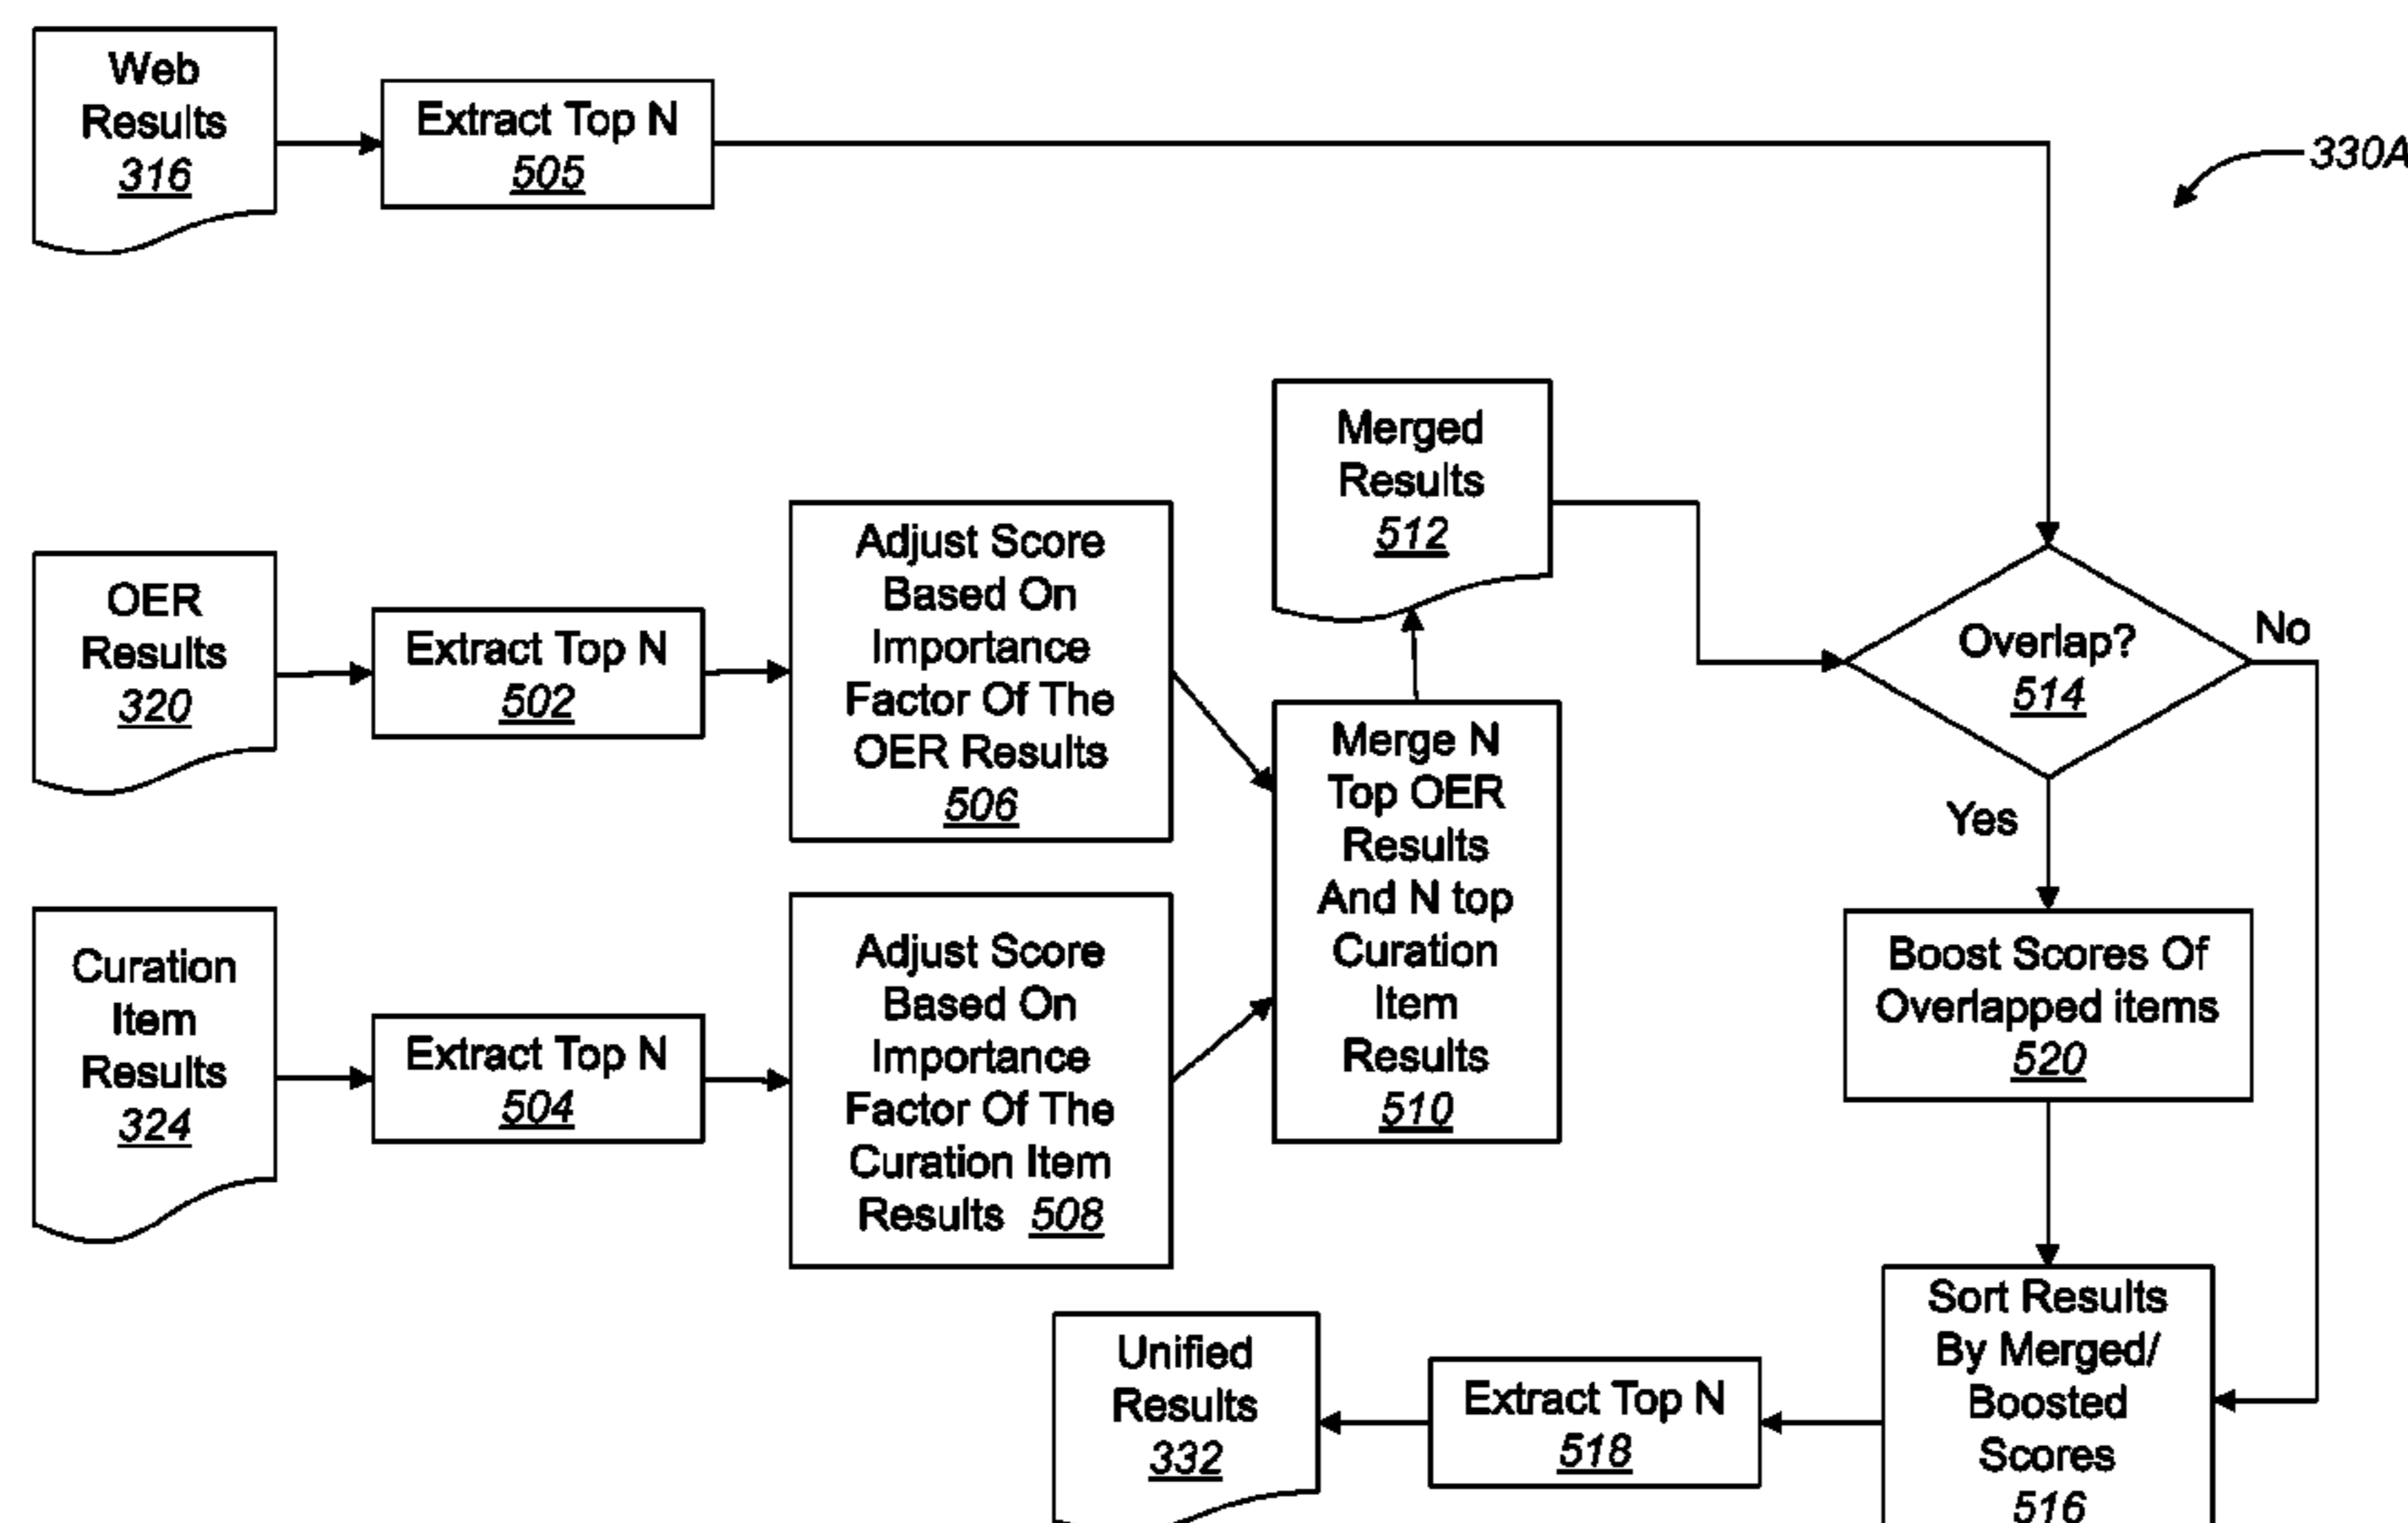 Web
Results
316
Extract Top N
505
330A
OER
Results
320
Extract Top N
502
Adjust Score
Based On
Importance
Factor Of The
OER Results
506
Curation
Item
Results
324
Extract Top N
504
Adjust Score
Based On
Importance
Factor Of The
Curation Item
Results 508
Merge N
Top OER
Results
And N top
Curation
Item
Results
510
Merged
Results
512
Overlap?
514
No
Yes
Boost Scores Of
Overlapped items
520
Sort Results
By Merged/
Boosted
Scores
516
Extract Top N
518
Unified
Results
332